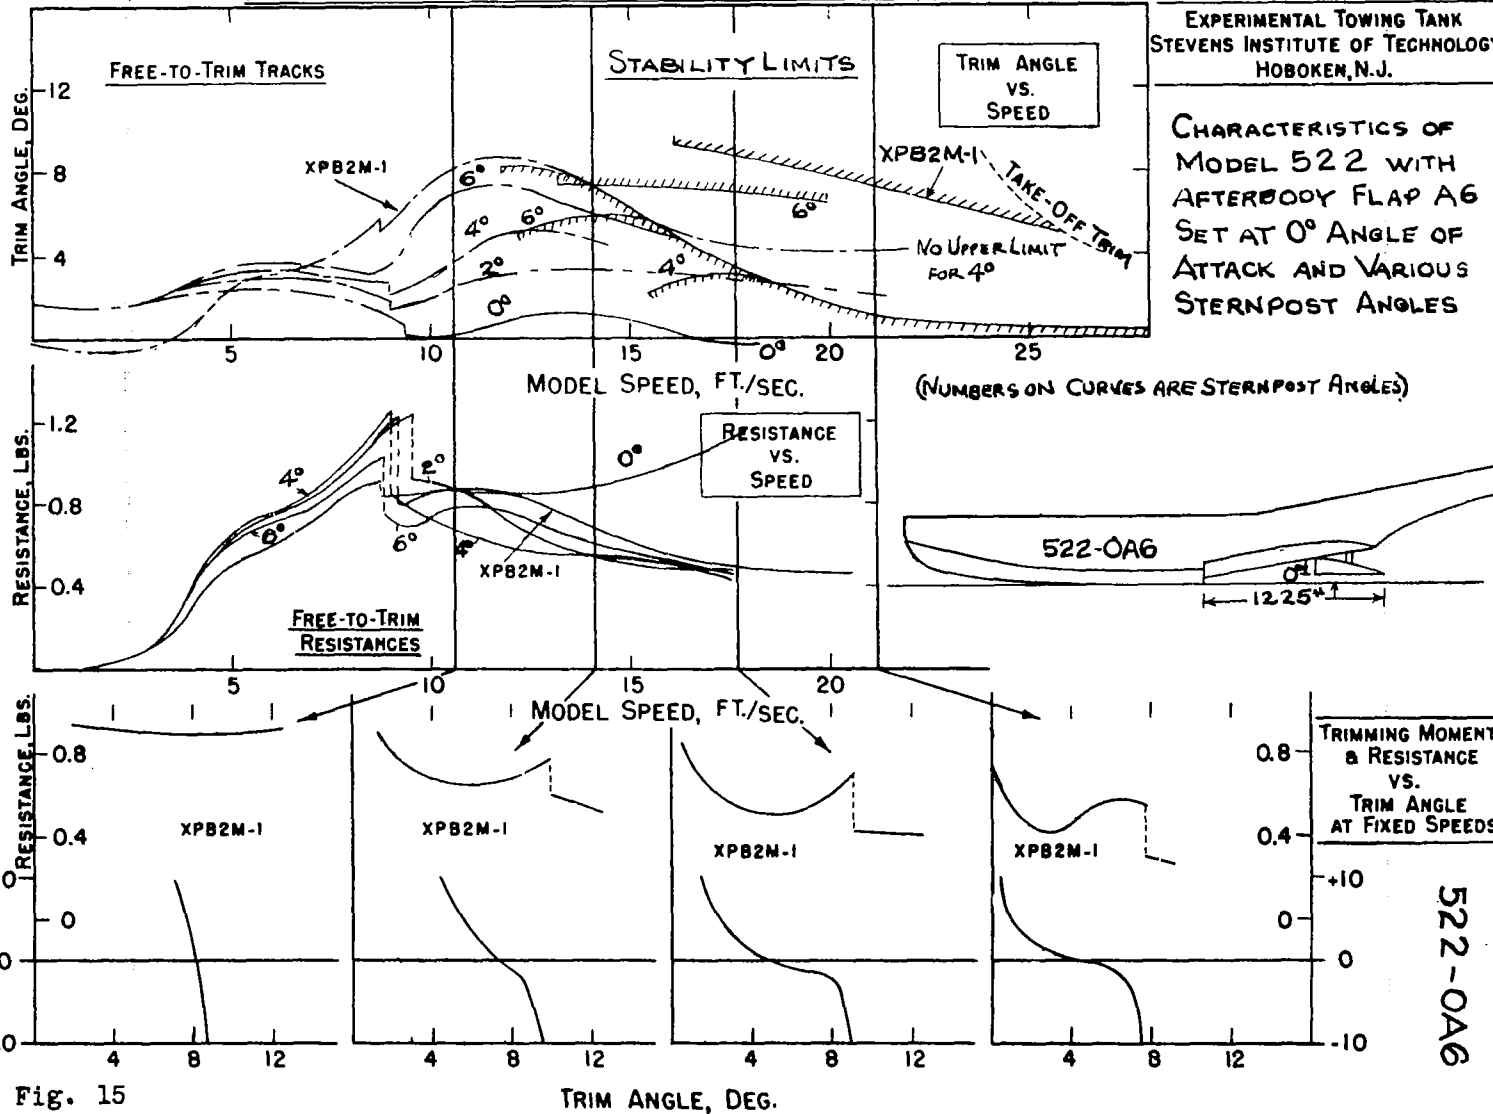 EXPERIMENTAL TOWING TANK
STEVENS INSTITUTE OF TECHNOLOGY
HOBOKEN, N.J.
CHARACTERISTICS OF
MODEL 522 WITH
AFTERBODY FLAP A6
SET AT 0° ANGLE OF
ATTACK AND VARIOUS
STERNPOST ANGLES
(NUMBERS ON CURVES ARE STERNPOST ANGLES)
FREE-TO-TRIM TRACKS
STABILITY LIMITS
TRIM ANGLE
VS.
SPEED
TRIM ANGLE, DEG.
12
8
4
XPB2M-1
6°
4°
6°
2°
0°
4°
6°
XPB2M-1
TAKE-OFF TRIM
NO UPPER LIMIT
FOR 4°
0°
5 10 15 20 25
MODEL SPEED, FT./SEC.
RESISTANCE, LBS.
1.2
0.8
0.4
RESISTANCE
VS.
SPEED
4°
6°
2°
0°
6°
4°
XPB2M-1
FREE-TO-TRIM
RESISTANCES
5 10 15 20
MODEL SPEED, FT./SEC.
522-0A6
0°
12.25"
RESISTANCE, LBS.
0.8
0.4
0
0
0
0
XPB2M-1
XPB2M-1
XPB2M-1
XPB2M-1
0.8
0.4
+10
0
0
-10
TRIMMING MOMENT
& RESISTANCE
VS.
TRIM ANGLE
AT FIXED SPEEDS
522-0A6
4 8 12 4 8 12 4 8 12 4 8 12
Fig. 15
TRIM ANGLE, DEG.